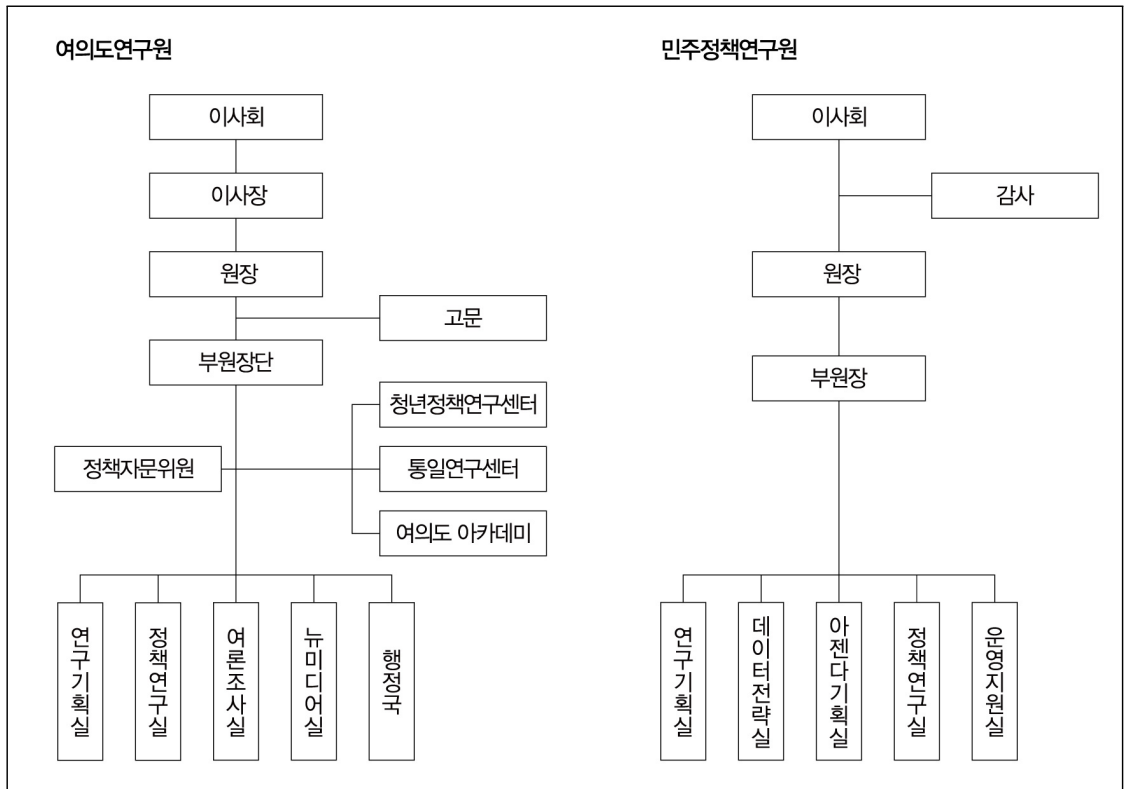 여의도연구원
이사회
이사장
원장
고문
부원장단
청년정책연구센터
정책자문위원
통일연구센터
여의도 아카데미
연구기획실
정책연구실
여론조사실
뉴미디어실
행정국
민주정책연구원
이사회
감사
원장
부원장
연구기획실
데이터전략실
아젠다기획실
정책연구실
운영지원실